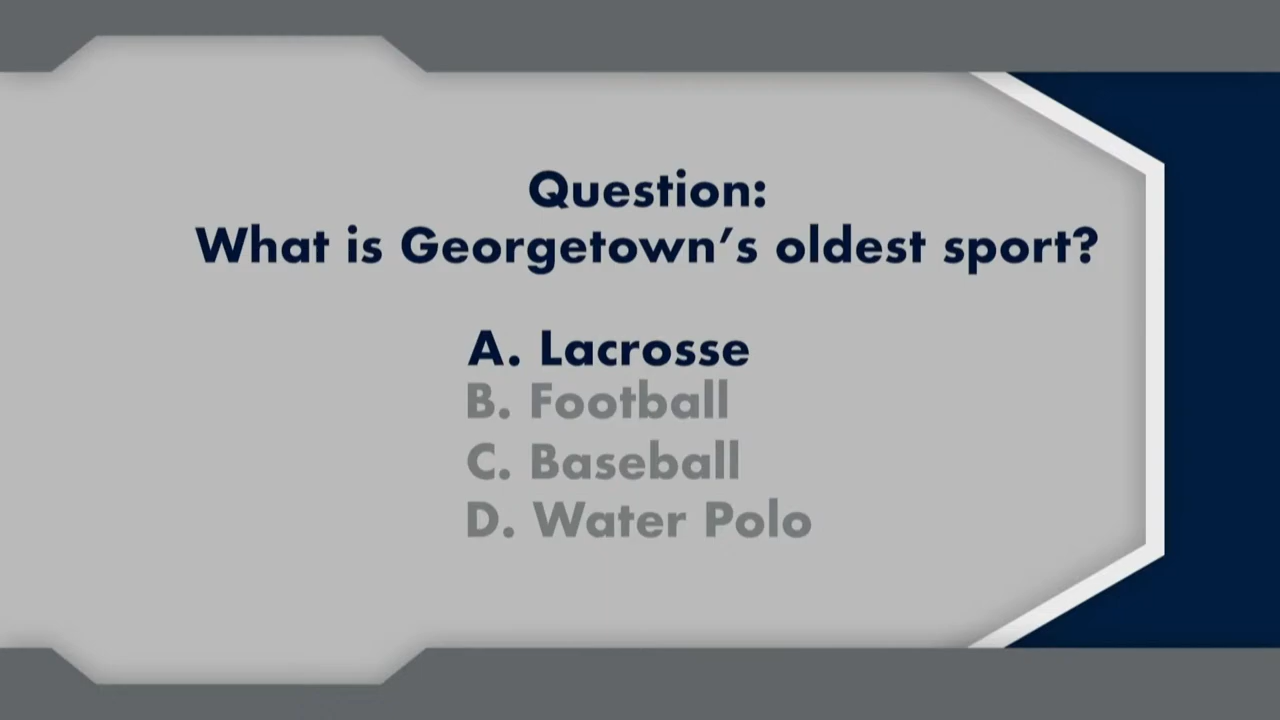 Question:
What is Georgetown’s oldest sport?
A. Lacrosse
B. Football
C. Baseball
D. Water Polo